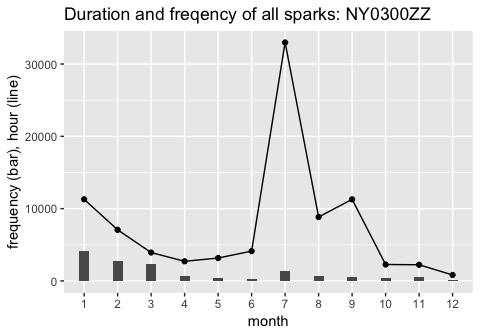 Duration and freqency of all sparks: NY0300ZZ
frequency (bar), hour (line)
30000
20000
10000
0
1 2 3 4 5 6 7 8 9 10 11 12
month